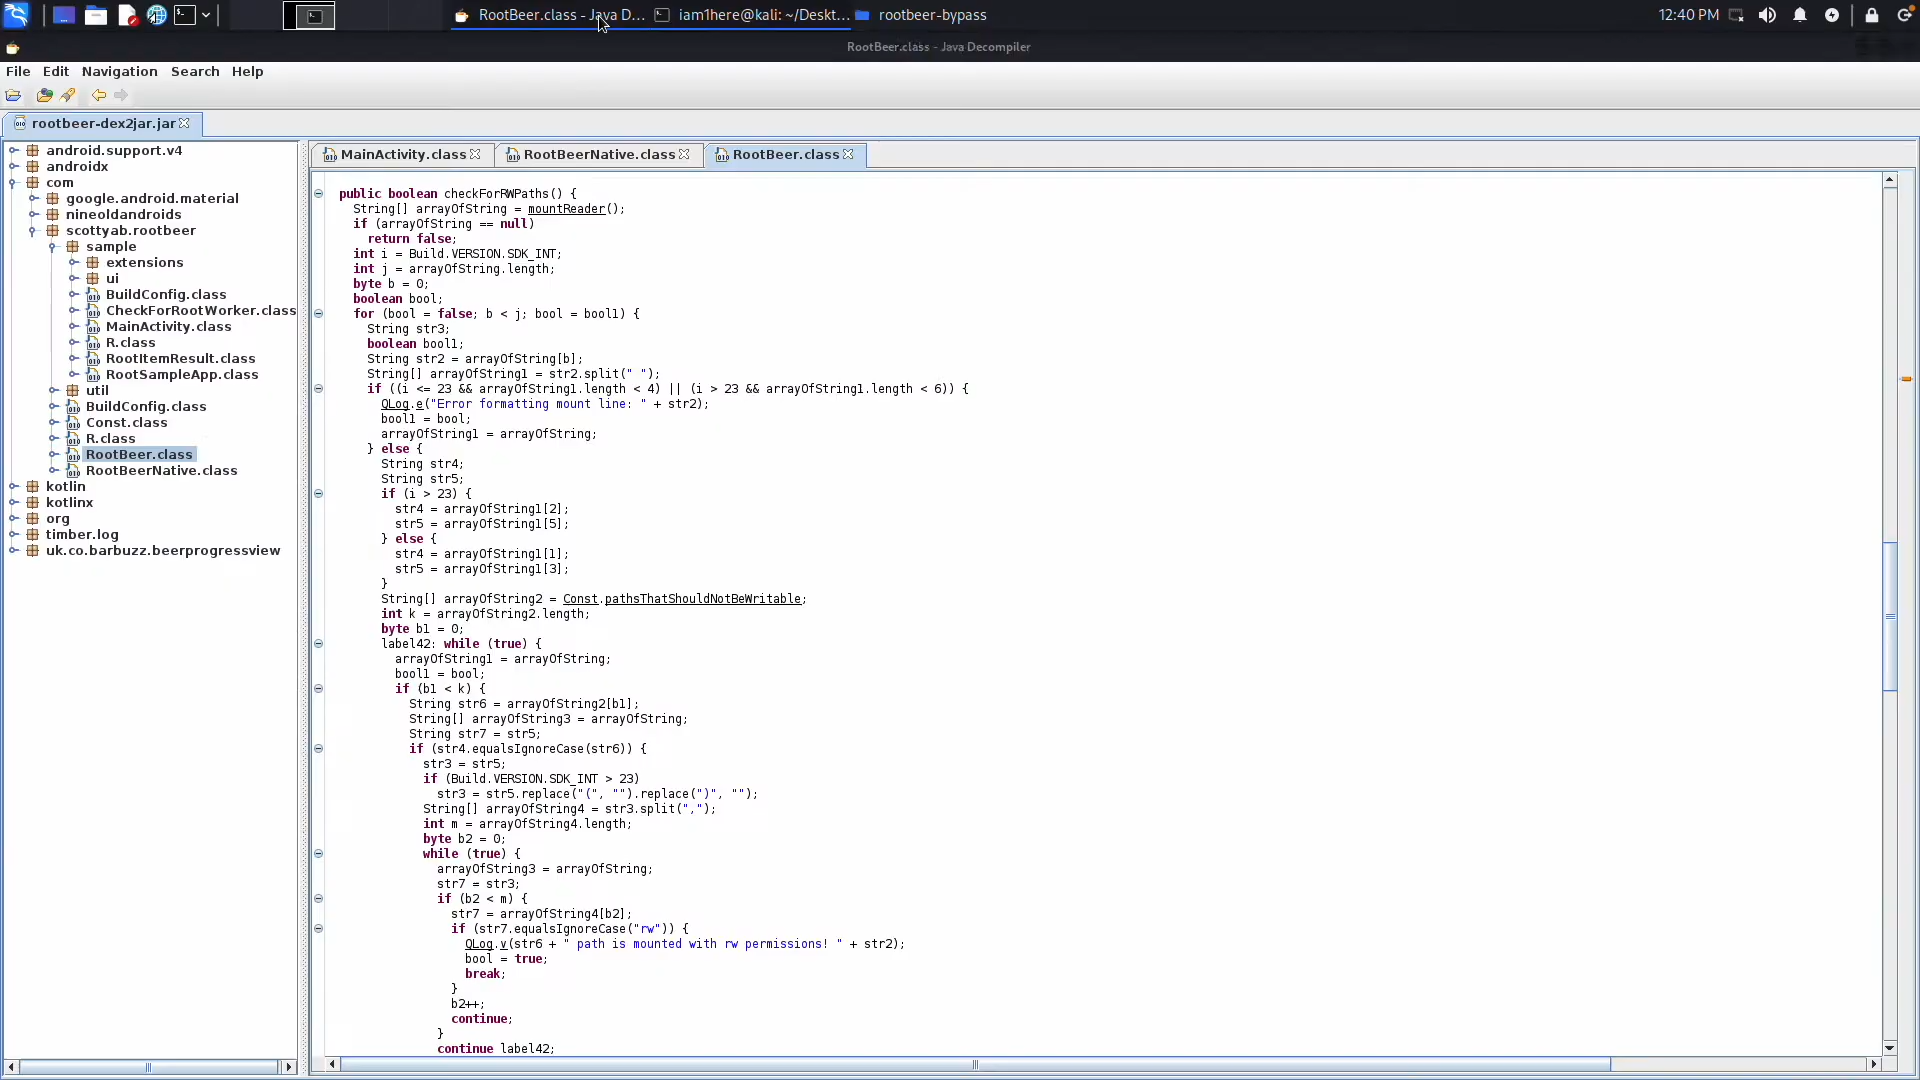 RootBeer.class - Java D...
iam1here@kali: ~/Deskt...
rootbeer-bypass
12:40 PM
RootBeer.class - Java Decompiler
File Edit Navigation Search Help
rootbeer-dex2jar.jar
android.support.v4
androidx
com
google.android.material
nineoldandroids
scottyab.rootbeer
sample
extensions
ui
BuildConfig.class
CheckForRootWorker.class
MainActivity.class
R.class
RootItemResult.class
RootSampleApp.class
util
BuildConfig.class
Const.class
R.class
RootBeer.class
RootBeerNative.class
kotlin
kotlinx
org
timber.log
uk.co.barbuzz.beerprogressview
MainActivity.class
RootBeerNative.class
RootBeer.class
public boolean checkForRWPaths() {
String[] arrayOfString = mountReader();
if (arrayOfString == null)
return false;
int i = Build.VERSION.SDK_INT;
int j = arrayOfString.length;
byte b = 0;
boolean bool;
for (bool = false; b < j; bool = bool1) {
String str3;
boolean bool1;
String str2 = arrayOfString[b];
String[] arrayOfString1 = str2.split(" ");
if ((i <= 23 && arrayOfString1.length < 4) || (i > 23 && arrayOfString1.length < 6)) {
QLog.e("Error formatting mount line: " + str2);
bool1 = bool;
arrayOfString1 = arrayOfString;
} else {
String str4;
String str5;
if (i > 23) {
str4 = arrayOfString1[2];
str5 = arrayOfString1[5];
} else {
str4 = arrayOfString1[1];
str5 = arrayOfString1[3];
}
String[] arrayOfString2 = Const.pathsThatShouldNotBeWritable;
int k = arrayOfString2.length;
byte b1 = 0;
label42: while (true) {
arrayOfString1 = arrayOfString;
bool1 = bool;
if (b1 < k) {
String str6 = arrayOfString2[b1];
String[] arrayOfString3 = arrayOfString;
String str7 = str5;
if (str4.equalsIgnoreCase(str6)) {
str3 = str5;
if (Build.VERSION.SDK_INT > 23)
str3 = str5.replace("(", "").replace(")", "");
String[] arrayOfString4 = str3.split(",");
int m = arrayOfString4.length;
byte b2 = 0;
while (true) {
arrayOfString3 = arrayOfString;
str7 = str3;
if (b2 < m) {
str7 = arrayOfString4[b2];
if (str7.equalsIgnoreCase("rw")) {
QLog.v(str6 + " path is mounted with rw permissions! " + str2);
bool = true;
break;
}
b2++;
continue;
}
continue label42;